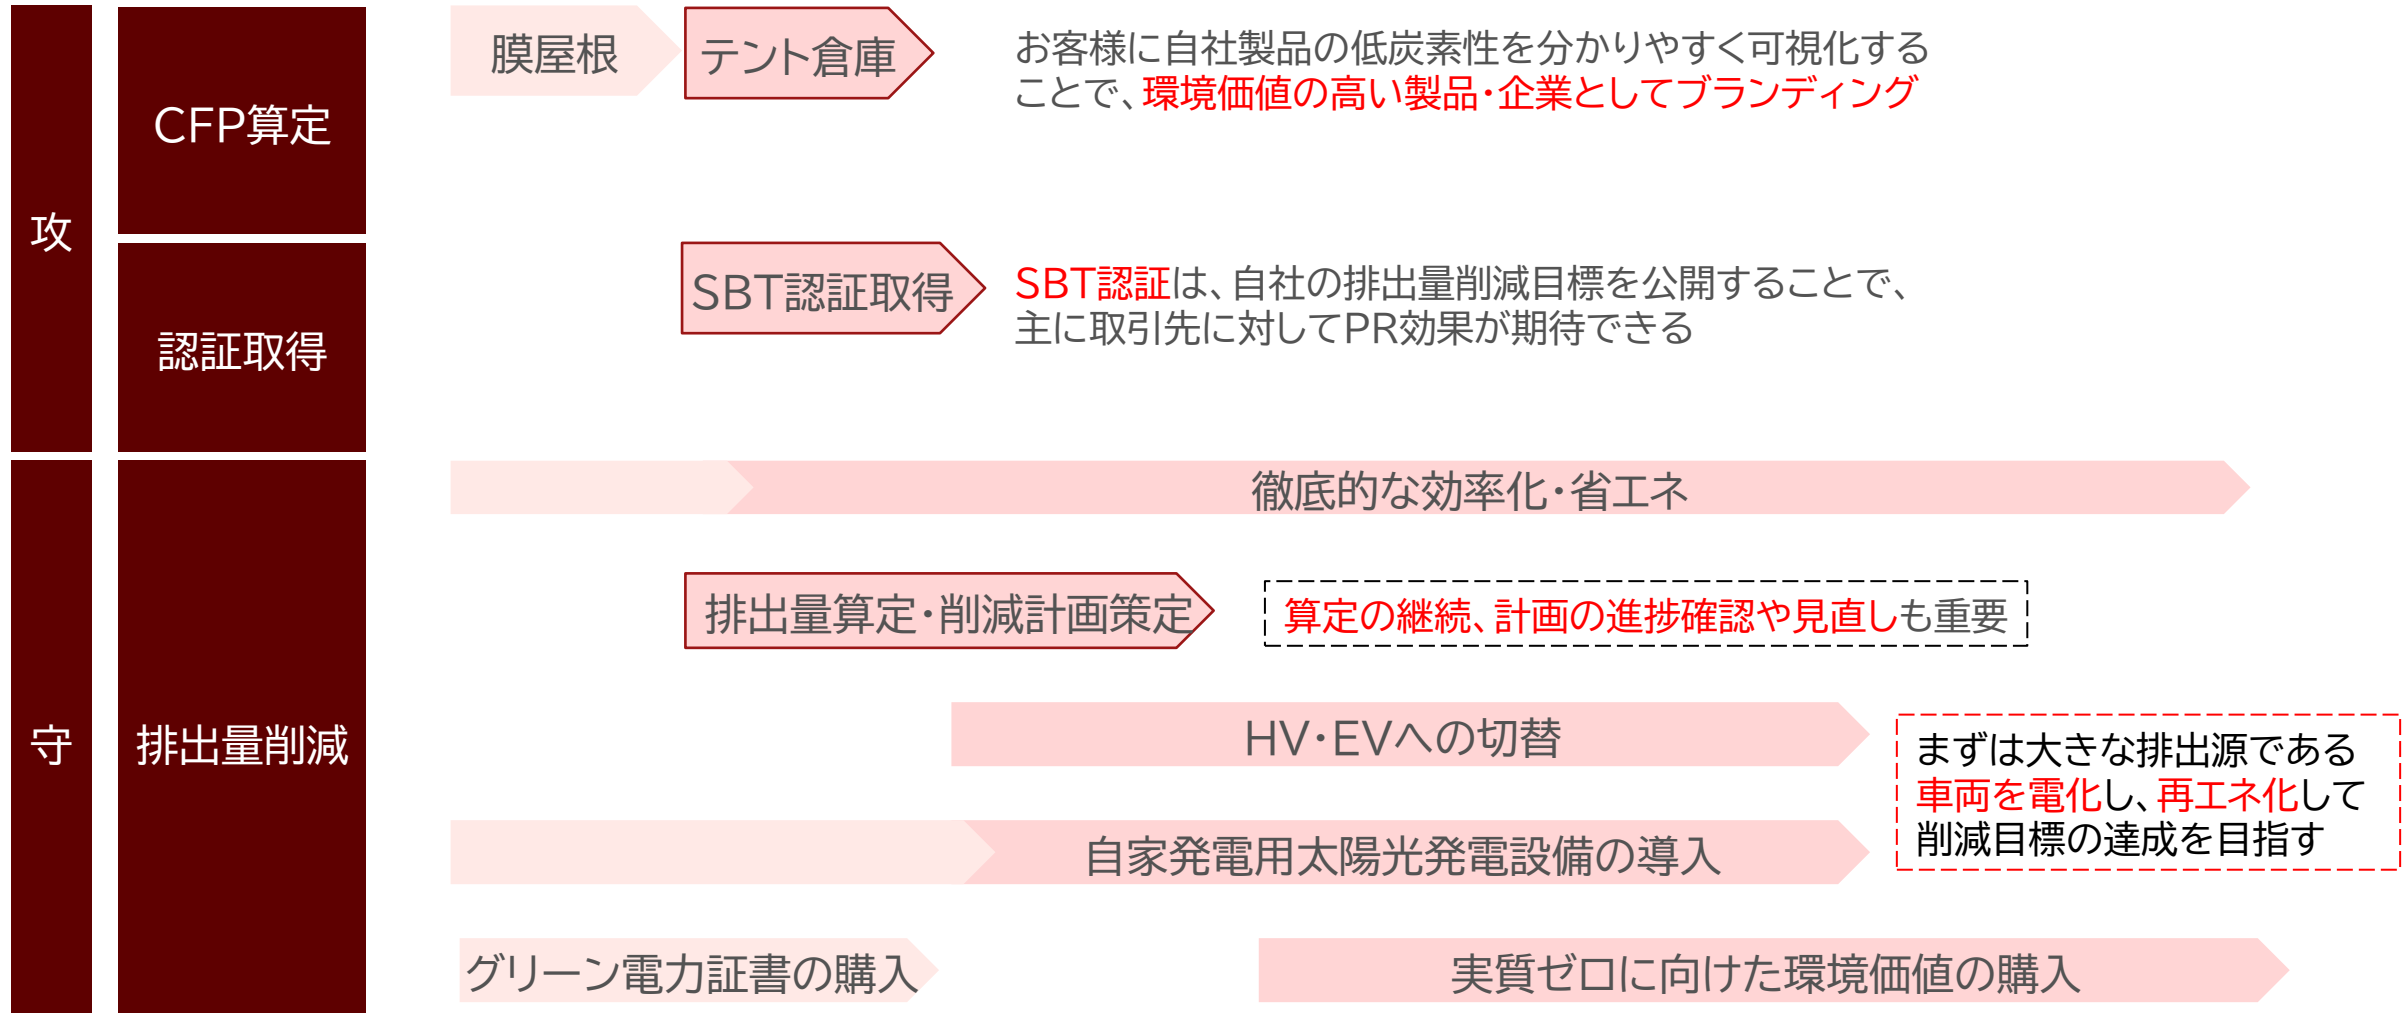 攻
CFP算定
膜屋根
テント倉庫
お客様に自社製品の低炭素性を分かりやすく可視化する
ことで、環境価値の高い製品・企業としてブランディング
認証取得
SBT認証取得
SBT認証は、自社の排出量削減目標を公開することで、
主に取引先に対してPR効果が期待できる
守
排出量削減
徹底的な効率化・省エネ
排出量算定・削減計画策定
算定の継続、計画の進捗確認や見直しも重要
HV・EVへの切替
まずは大きな排出源である
車両を電化し、再エネ化して
削減目標の達成を目指す
自家発電用太陽光発電設備の導入
グリーン電力証書の購入
実質ゼロに向けた環境価値の購入